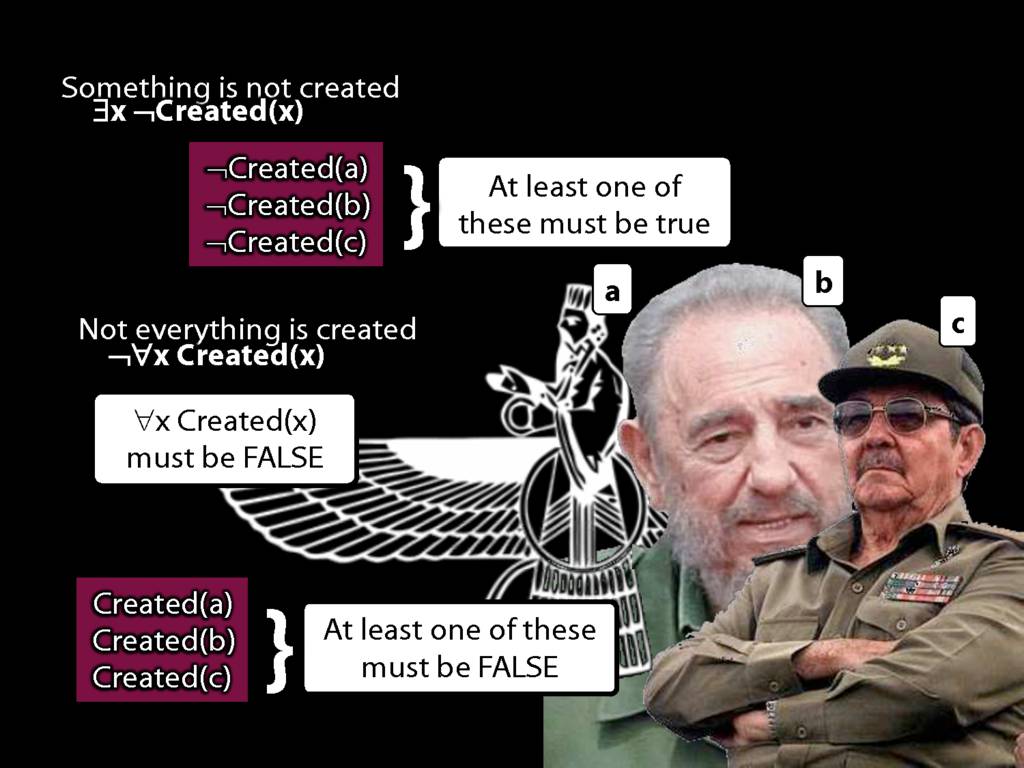 Something is not created
∃x ¬Created(x)
¬Created(a)
¬Created(b)
¬Created(c)
}
At least one of
these must be true
a
b
c
Not everything is created
¬∀x Created(x)
∀x Created(x)
must be FALSE
Created(a)
Created(b)
Created(c)
}
At least one of these
must be FALSE